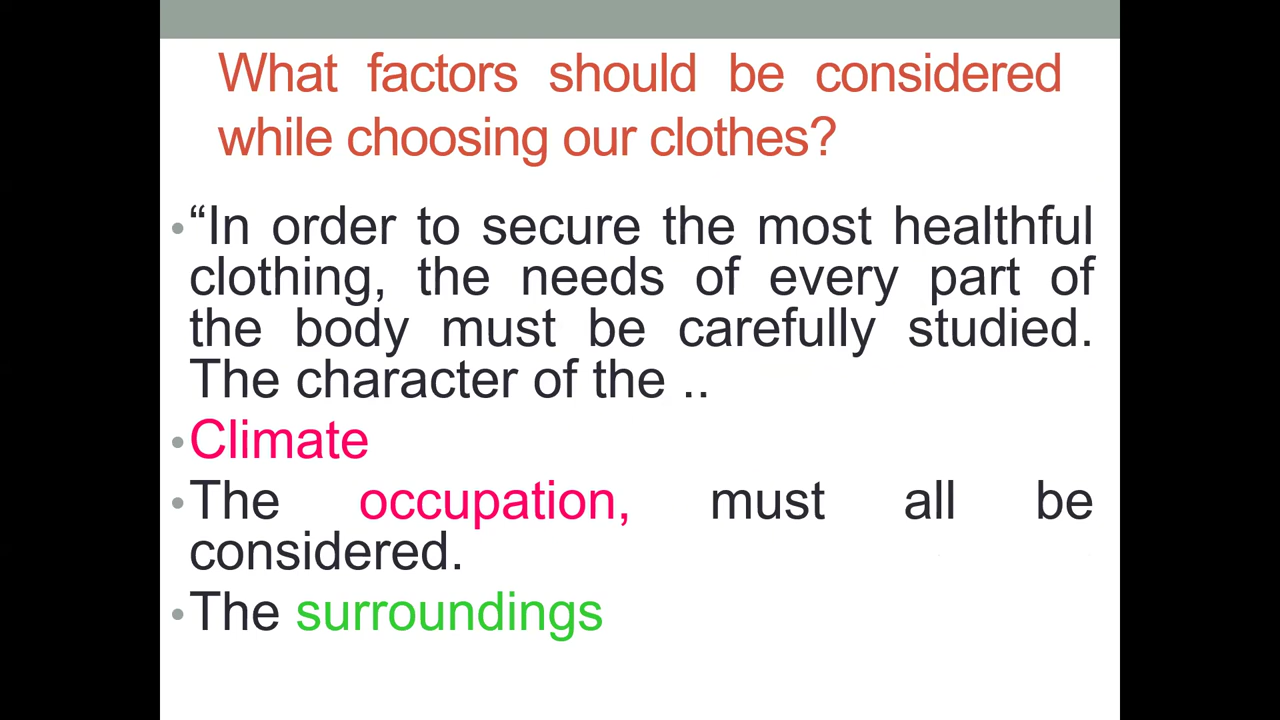 What factors should be considered
while choosing our clothes?
•“In order to secure the most healthful
clothing, the needs of every part of
the body must be carefully studied.
The character of the ..
•Climate
•The occupation, must all be
considered.
•The surroundings